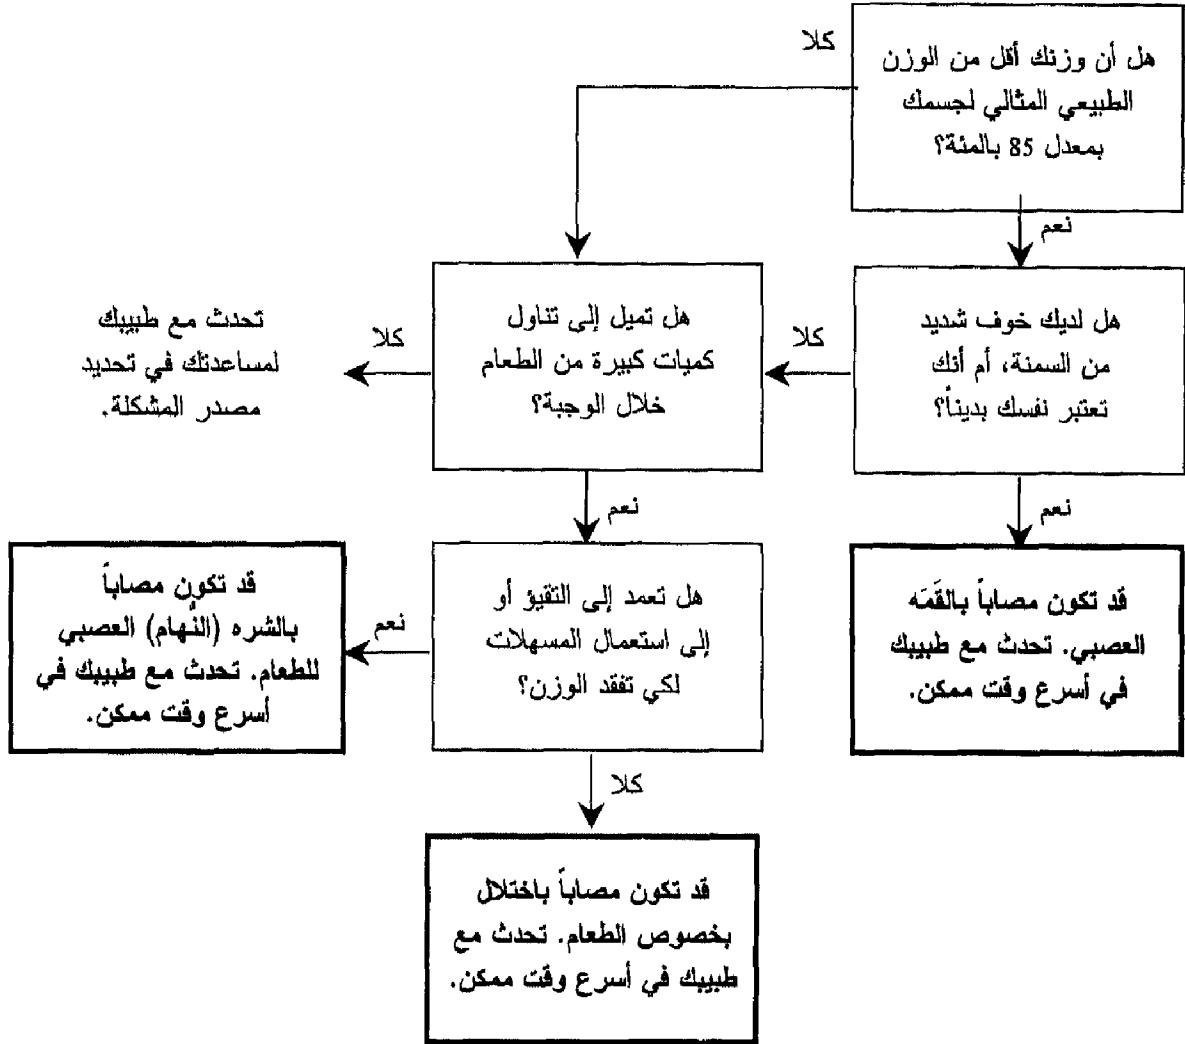 هل أن وزنك أقل من الوزن
الطبيعي المثالي لجسمك
بمعدل 85 بالمئة؟
كلا
نعم
هل لديك خوف شديد
من السمنة، أم أنك
تعتبر نفسك بديناً؟
كلا
هل تميل إلى تناول
كميات كبيرة من الطعام
خلال الوجبة؟
كلا
تحدث مع طبيبك
لمساعدتك في تحديد
مصدر المشكلة.
نعم
نعم
قد تكون مصاباً بالقَمَه
العصبي. تحدث مع طبيبك
في أسرع وقت ممكن.
هل تعمد إلى التقيؤ أو
إلى استعمال المسهلات
لكي تفقد الوزن؟
نعم
قد تكون مصاباً
بالشره (النُّهام) العصبي
للطعام. تحدث مع طبيبك في
أسرع وقت ممكن.
كلا
قد تكون مصاباً باختلال
بخصوص الطعام. تحدث مع
طبيبك في أسرع وقت ممكن.